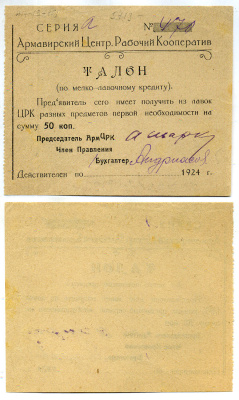 СЕРИЯ А № 478
Армавирский Центр. Рабочий Кооператив
ТАЛОН
(по мелко-лавочному кредиту).
Пред'явитель сего имеет получить из лавок
ЦРК разных предметов первой необходимости на
сумму 50 коп.
Председатель АрмЦРК
Член Правления
Бухгалтер
Действителен по 1924 г.